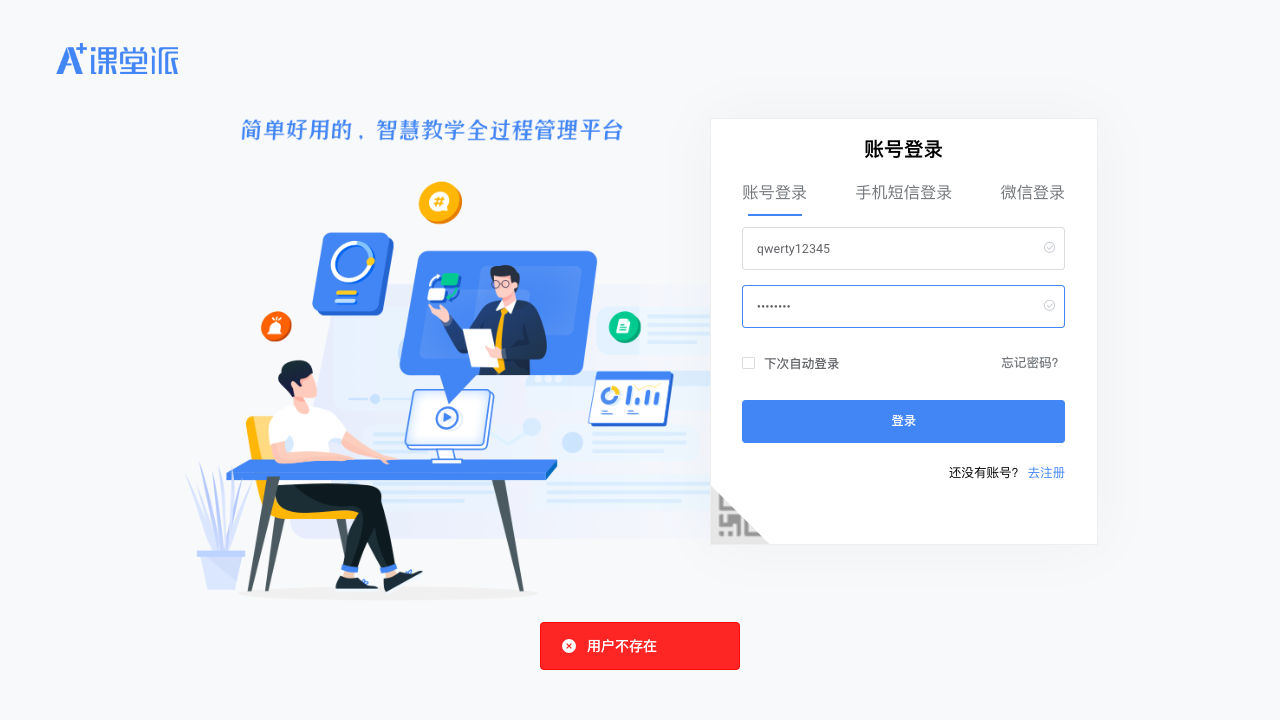 A+课堂派
简单好用的，智慧教学全过程管理平台
账号登录
账号登录 手机短信登录 微信登录
qwerty12345
••••••••
下次自动登录 忘记密码?
登录
还没有账号? 去注册
用户不存在